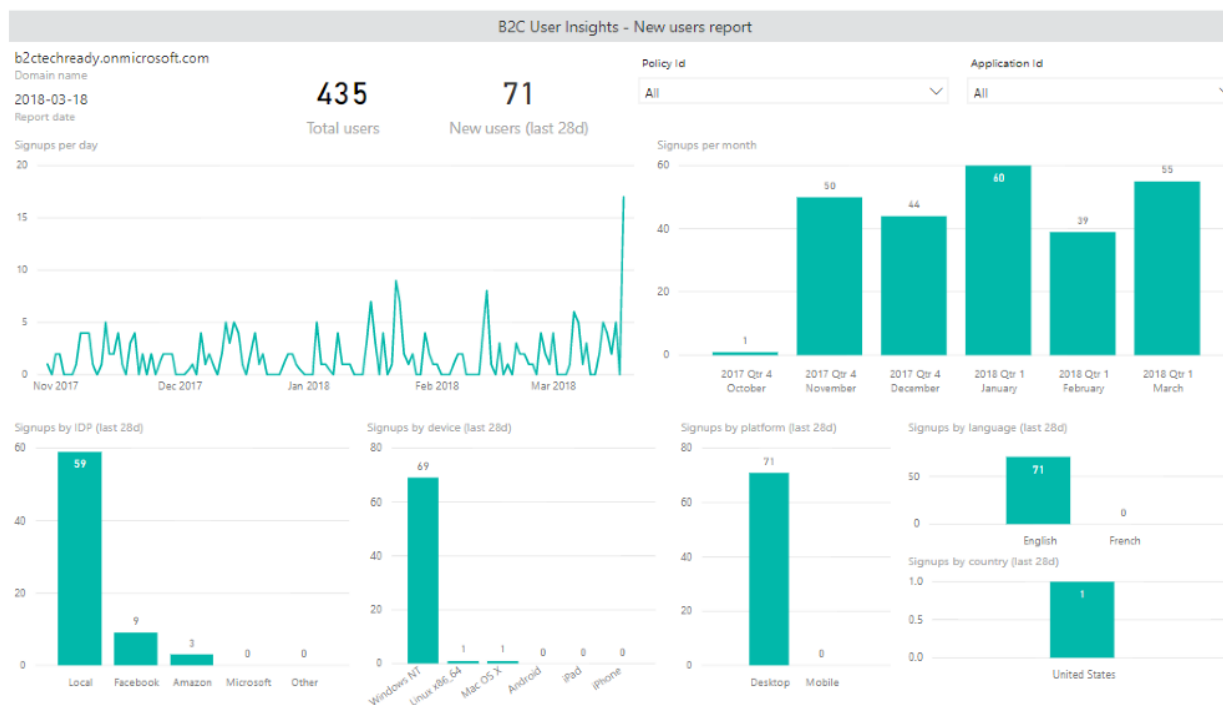 B2C User Insights - New users report
b2ctechready.onmicrosoft.com
Domain name
2018-03-18
Report date
435
Total users
71
New users (last 28d)
Policy Id
All
Application Id
All
Signups per day
20
15
10
5
0
Nov 2017 Dec 2017 Jan 2018 Feb 2018 Mar 2018
Signups per month
60
40
20
0
1 50 44 60 39 55
2017 Qtr 4 2017 Qtr 4 2017 Qtr 4 2018 Qtr 1 2018 Qtr 1 2018 Qtr 1
October November December January February March
Signups by IDP (last 28d)
60
40
20
0
59 9 3 0 0
Local Facebook Amazon Microsoft Other
Signups by device (last 28d)
80
60
40
20
0
69 1 1 0 0 0
Windows NT Linux x86_64 Mac OS X Android iPad iPhone
Signups by platform (last 28d)
80
60
40
20
0
71 0
Desktop Mobile
Signups by language (last 28d)
50
0
71 0
English French
Signups by country (last 28d)
1.0
0.5
0.0
1
United States